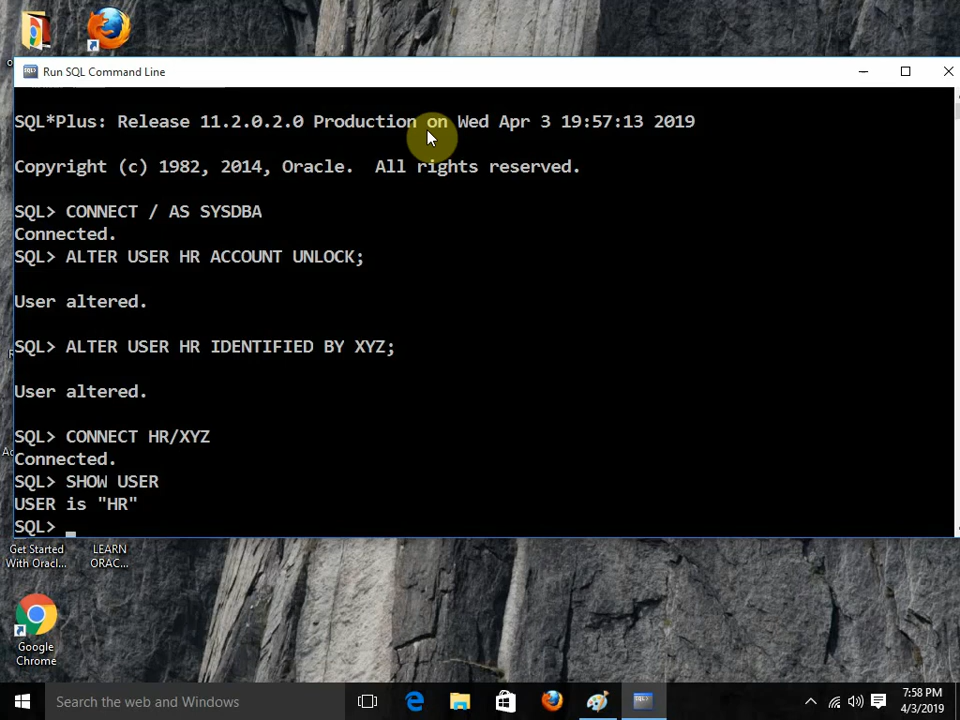 Run SQL Command Line
SQL*Plus: Release 11.2.0.2.0 Production on Wed Apr 3 19:57:13 2019
Copyright (c) 1982, 2014, Oracle.  All rights reserved.
SQL> CONNECT / AS SYSDBA
Connected.
SQL> ALTER USER HR ACCOUNT UNLOCK;
User altered.
SQL> ALTER USER HR IDENTIFIED BY XYZ;
User altered.
SQL> CONNECT HR/XYZ
Connected.
SQL> SHOW USER
USER is "HR"
SQL>
Get Started
With Oracl...
LEARN
ORAC...
Google
Chrome
Search the web and Windows
7:58 PM
4/3/2019